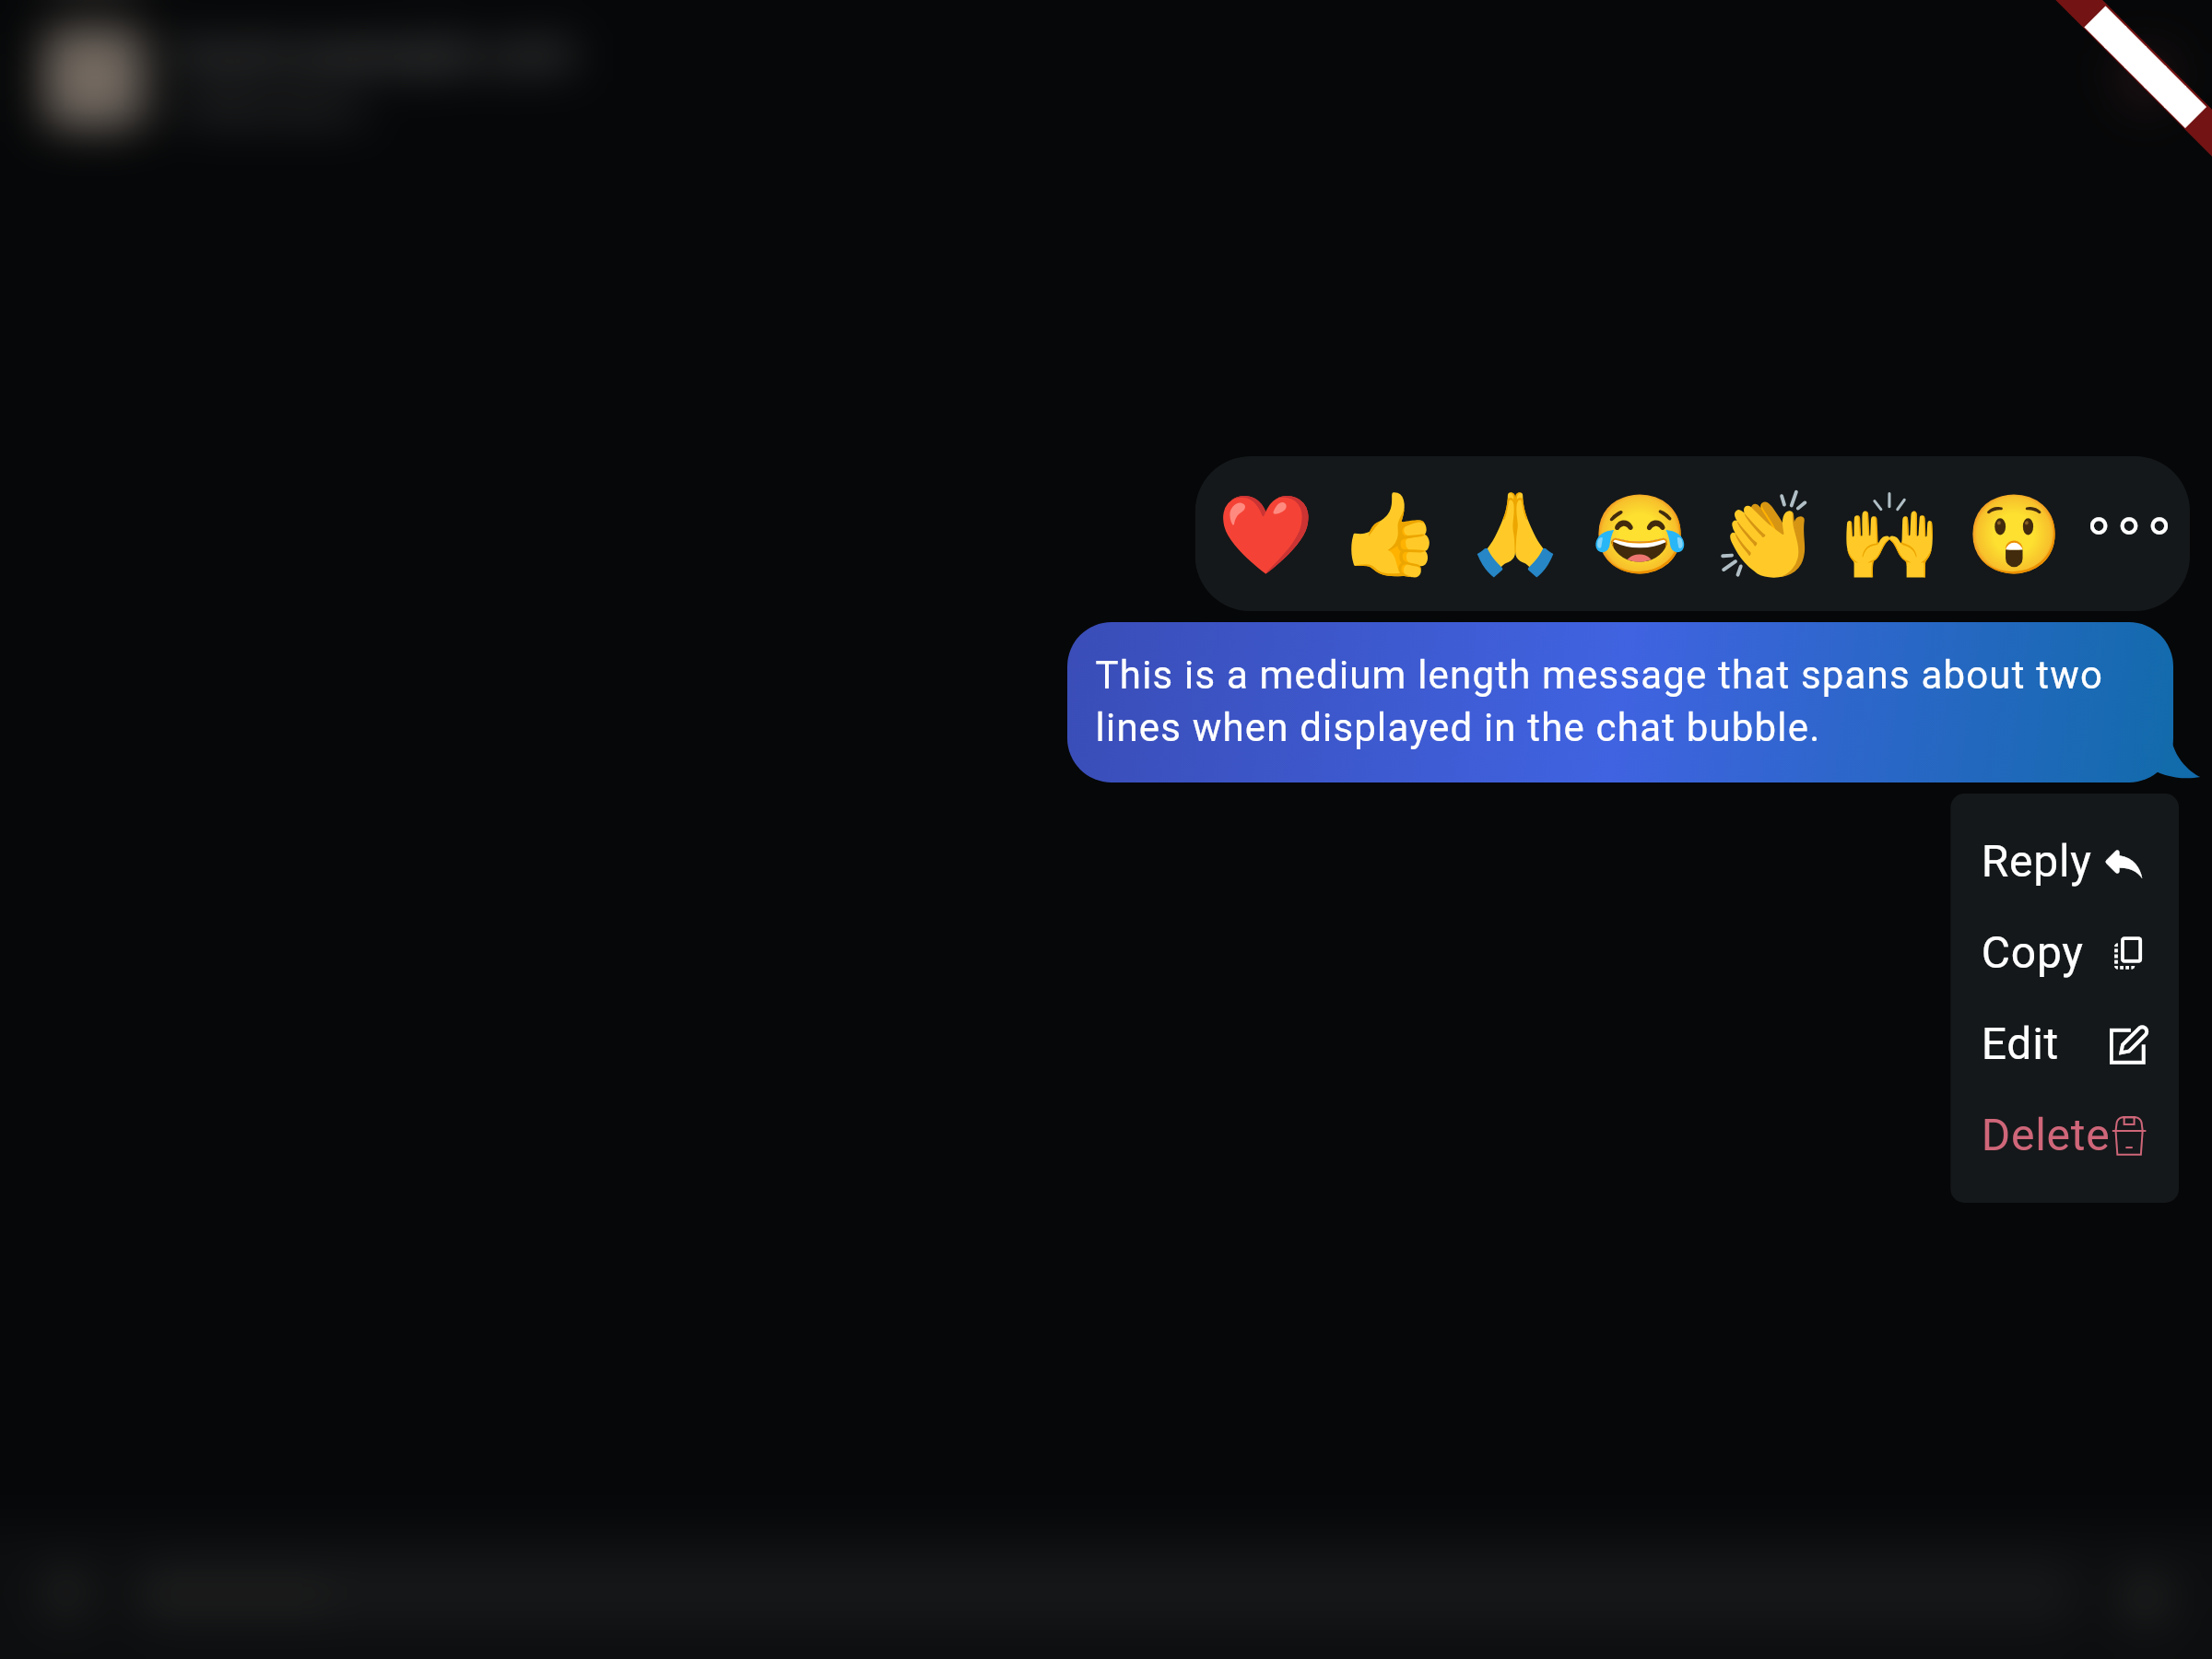 This is a medium length message that spans about two
lines when displayed in the chat bubble.
Reply
Copy
Edit
Delete